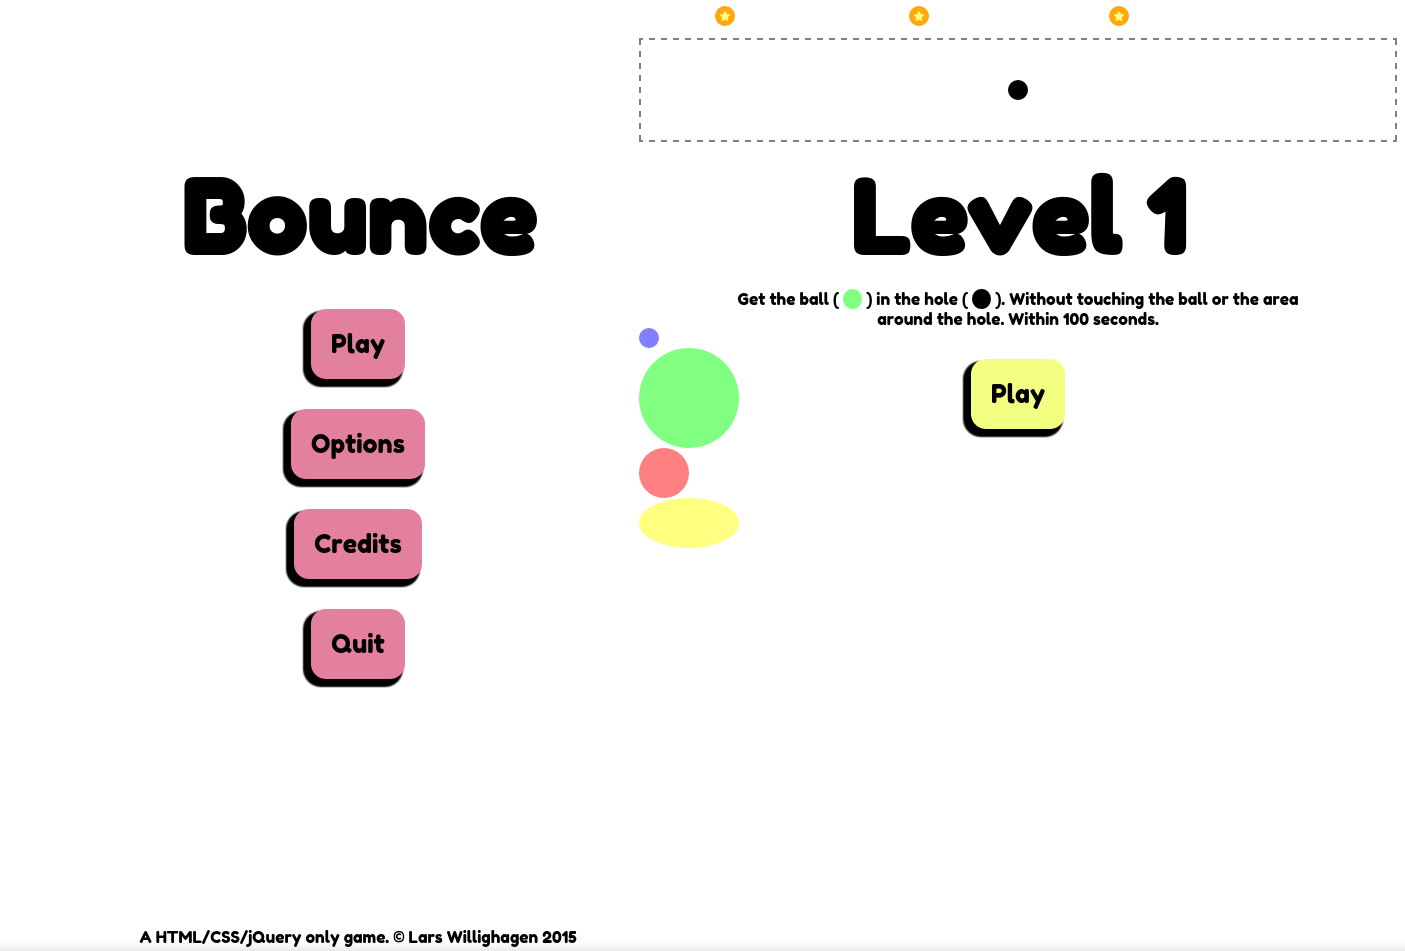 Bounce
Play
Options
Credits
Quit
A HTML/CSS/jQuery only game. © Lars Willighagen 2015
Level 1
Get the ball ( ) in the hole ( ). Without touching the ball or the area
around the hole. Within 100 seconds.
Play